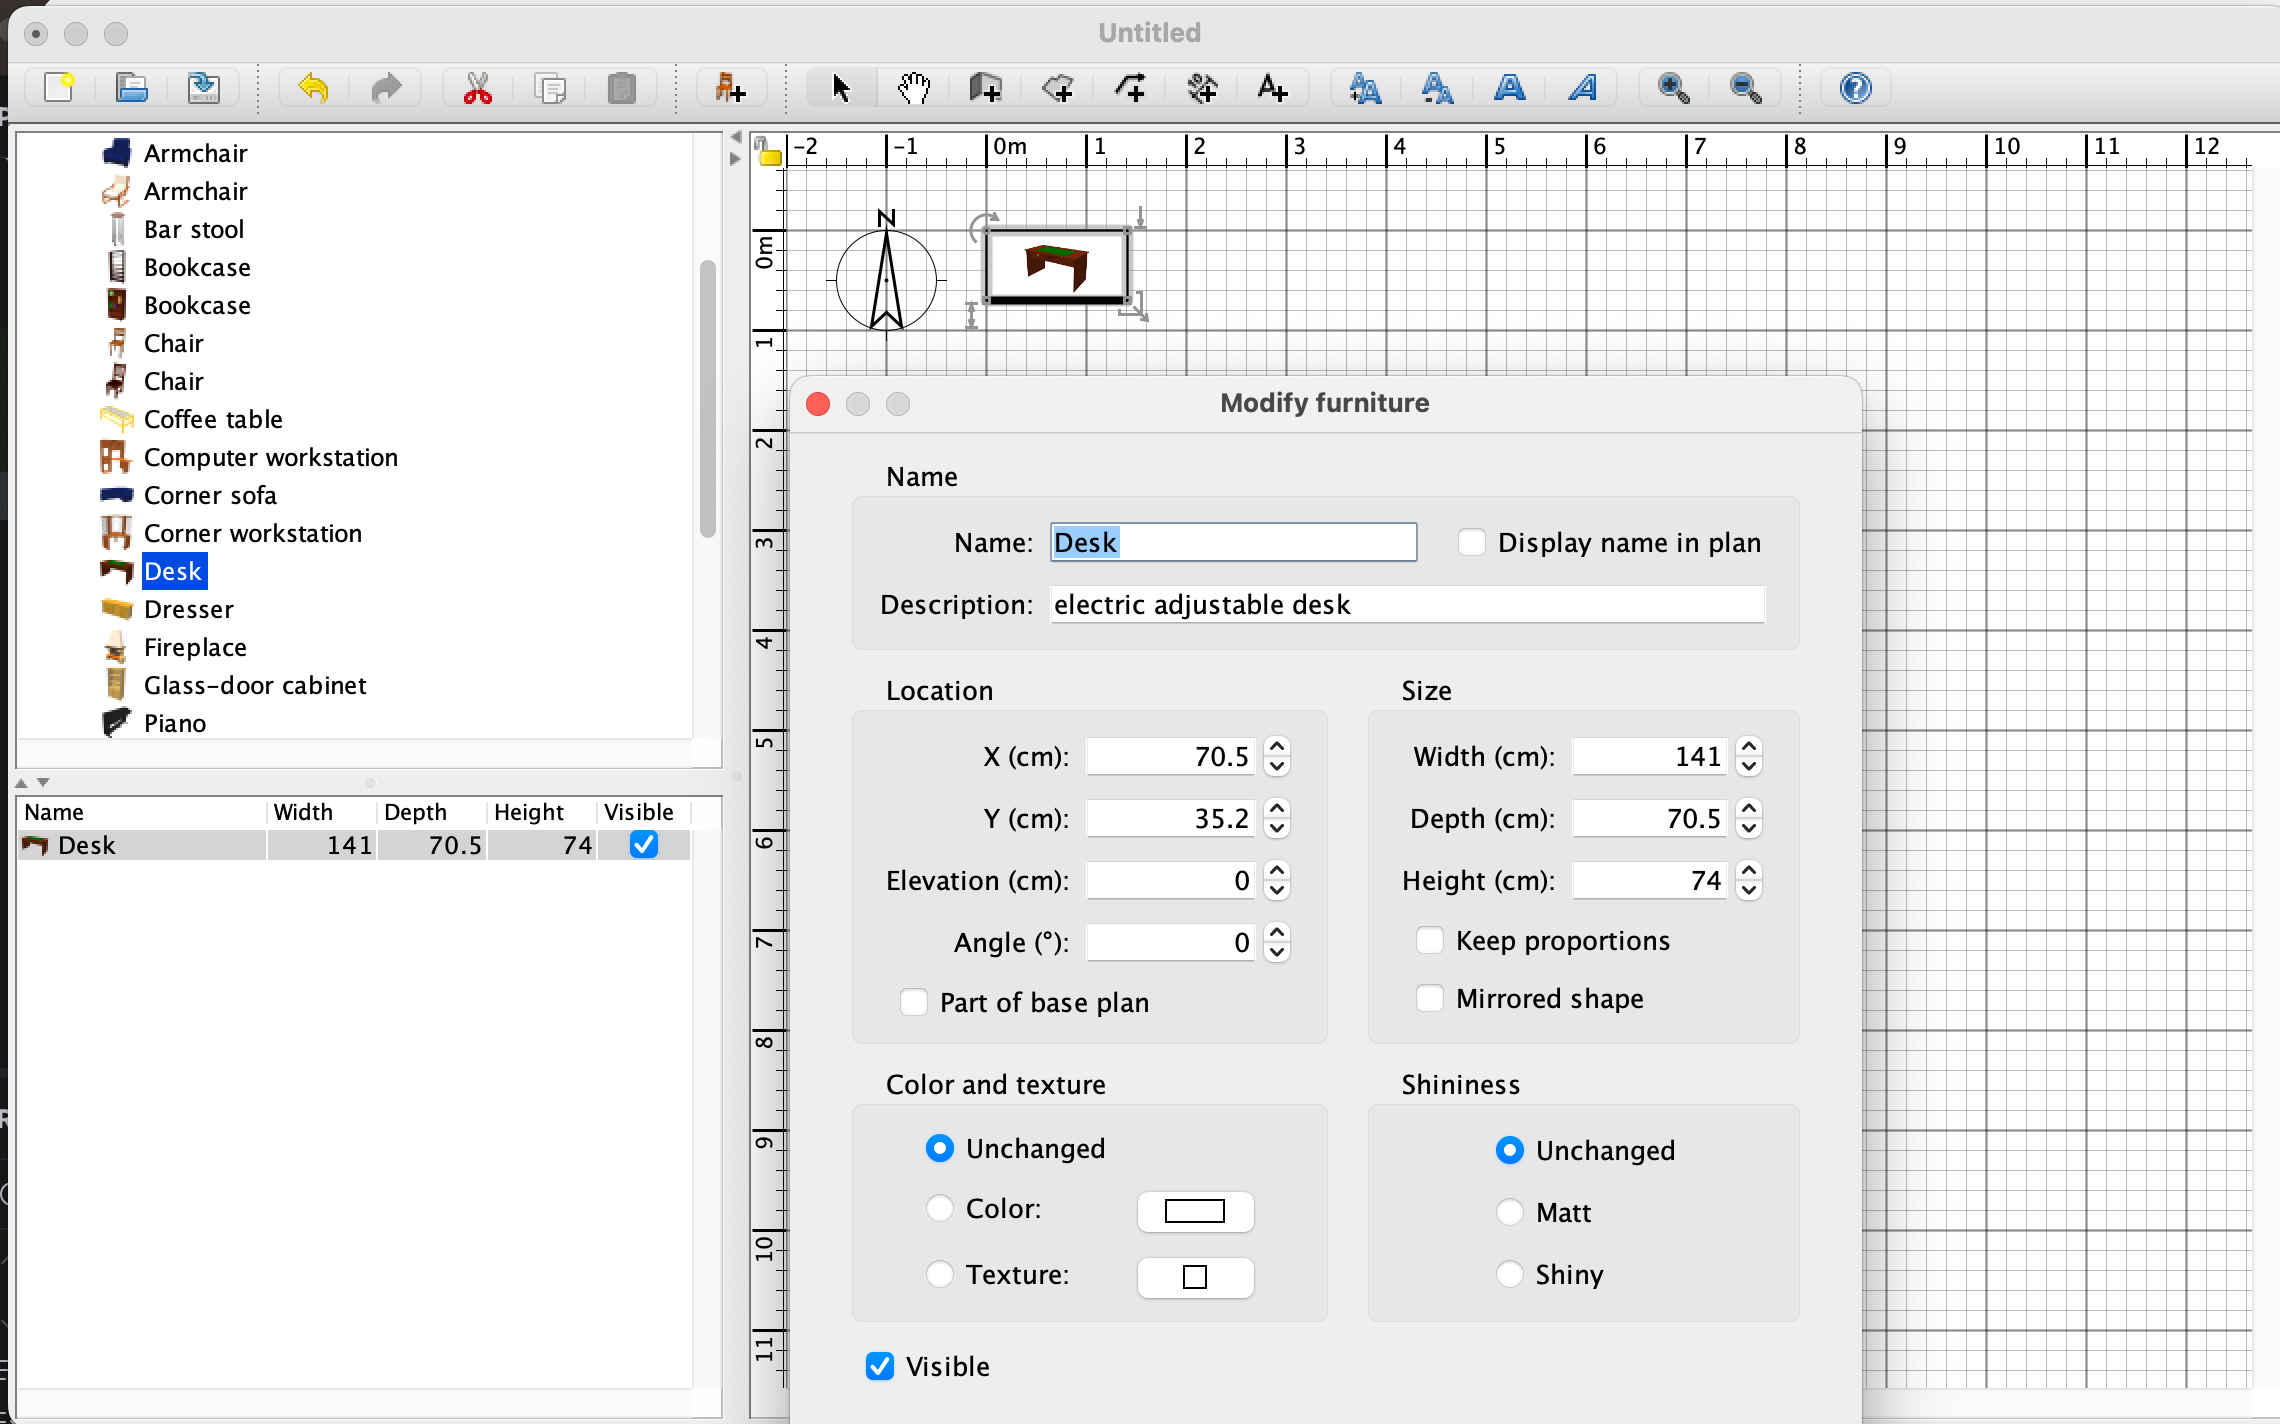 Untitled
Armchair
Armchair
Bar stool
Bookcase
Bookcase
Chair
Chair
Coffee table
Computer workstation
Corner sofa
Corner workstation
Desk
Dresser
Fireplace
Glass-door cabinet
Piano
Name Width Depth Height Visible
Desk 141 70.5 74
-2 -1 0m 1 2 3 4 5 6 7 8 9 10 11 12
0m
1
2
3
4
5
6
7
8
9
10
11
N
Modify furniture
Name
Name: Desk Display name in plan
Description: electric adjustable desk
Location
X (cm): 70.5
Y (cm): 35.2
Elevation (cm): 0
Angle (°): 0
Part of base plan
Size
Width (cm): 141
Depth (cm): 70.5
Height (cm): 74
Keep proportions
Mirrored shape
Color and texture
Unchanged
Color:
Texture:
Shininess
Unchanged
Matt
Shiny
Visible